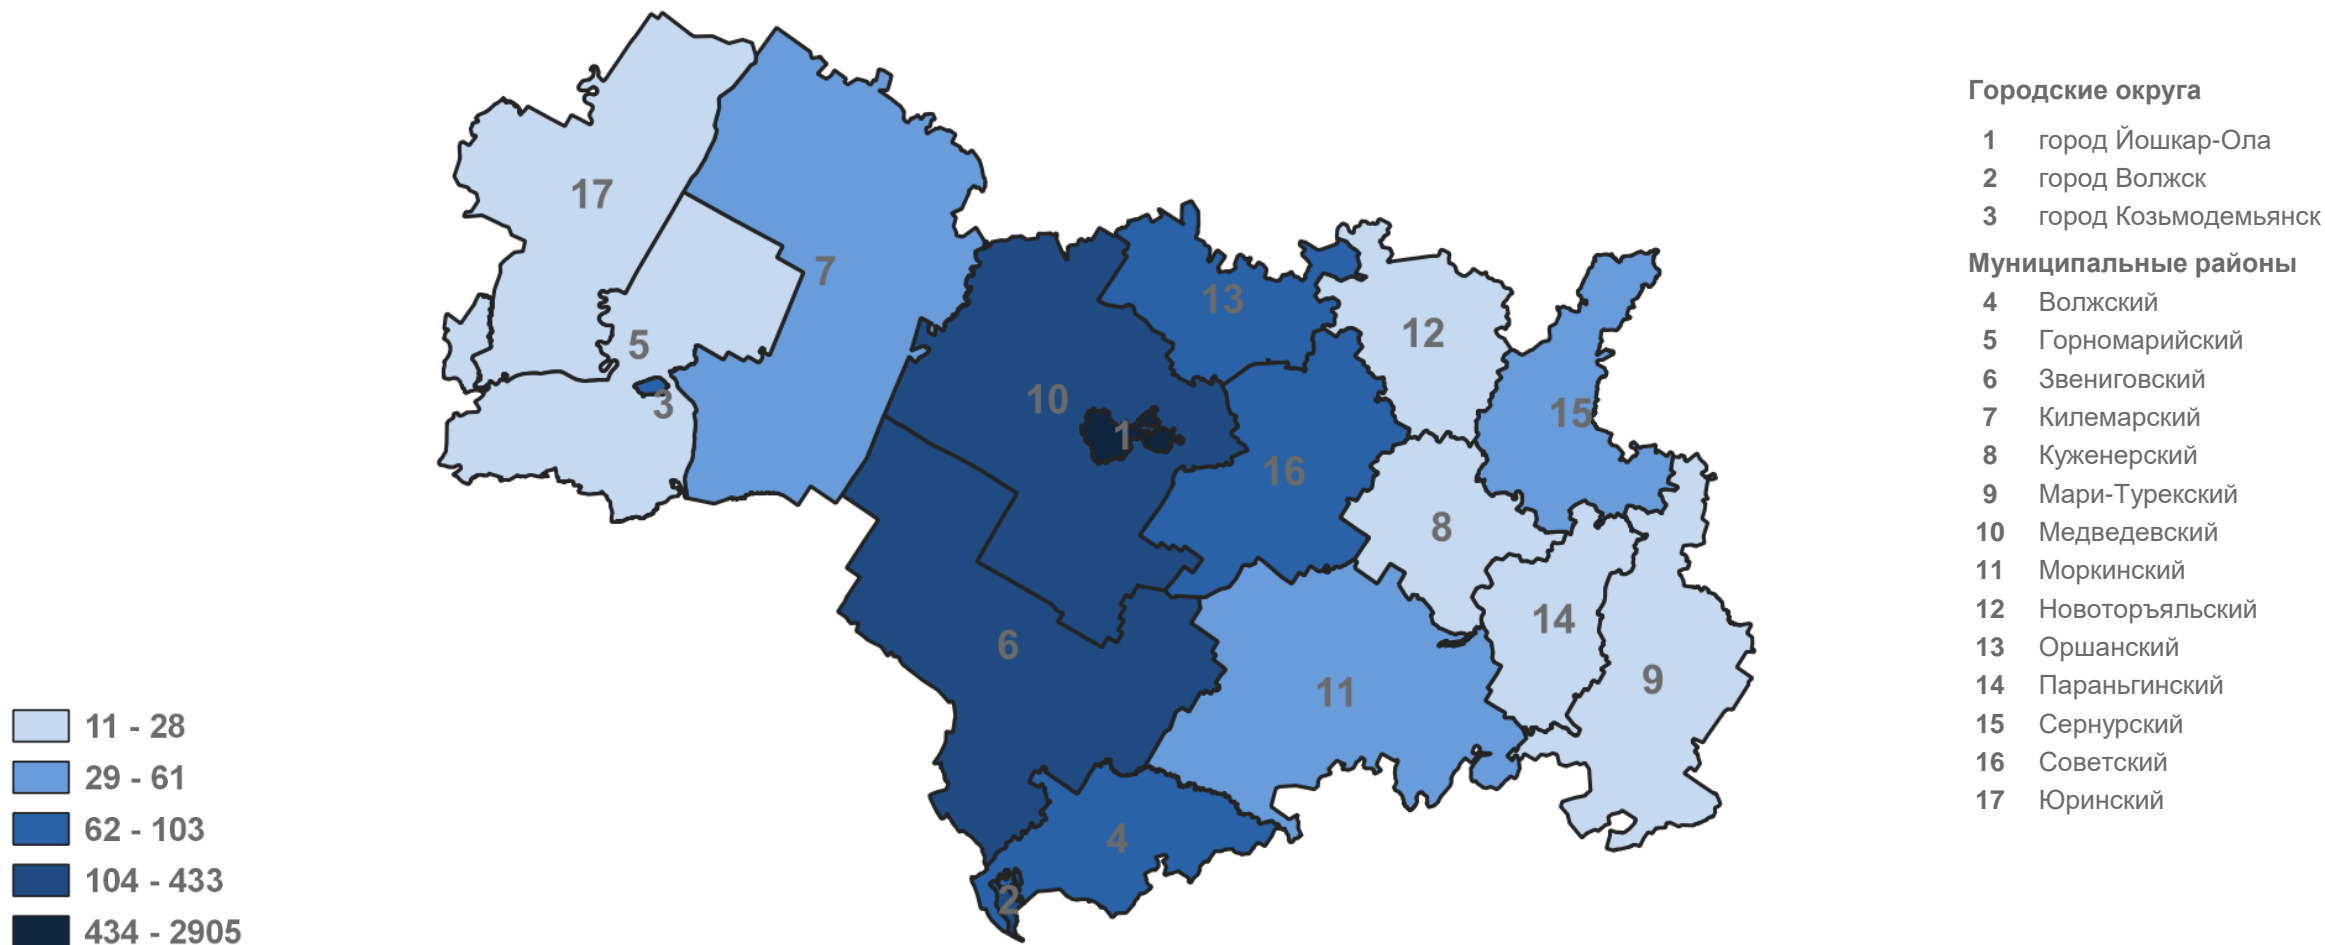 17
7
5
3
13
12
15
10
1
16
8
14
6
11
9
4
2
11 - 28
29 - 61
62 - 103
104 - 433
434 - 2905
Городские округа
1 город Йошкар-Ола
2 город Волжск
3 город Козьмодемьянск
Муниципальные районы
4 Волжский
5 Горномарийский
6 Звениговский
7 Килемарский
8 Куженерский
9 Мари-Турекский
10 Медведевский
11 Моркинский
12 Новоторъяльский
13 Оршанский
14 Параньгинский
15 Сернурский
16 Советский
17 Юринский